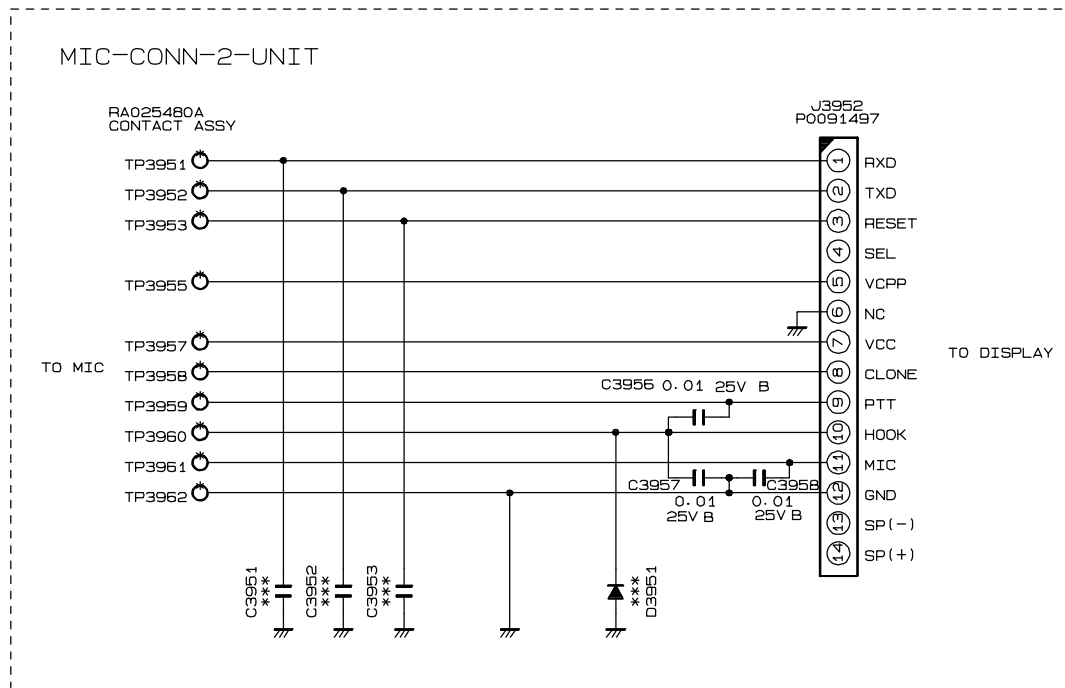 MIC-CONN-2-UNIT
RA025480A
CONTACT ASSY
J3952
P0091497
TP3951
1 RXD
TP3952
2 TXD
TP3953
3 RESET
4 SEL
TP3955
5 VCPP
6 NC
TP3957
7 VCC
TO MIC
TO DISPLAY
TP3958
8 CLONE
C3956 0.01 25V B
TP3959
9 PTT
TP3960
10 HOOK
TP3961
11 MIC
C3957
0.01
25V B
C3958
0.01
25V B
TP3962
12 GND
13 SP(-)
14 SP(+)
C3951
***
C3952
***
C3953
***
***
D3951